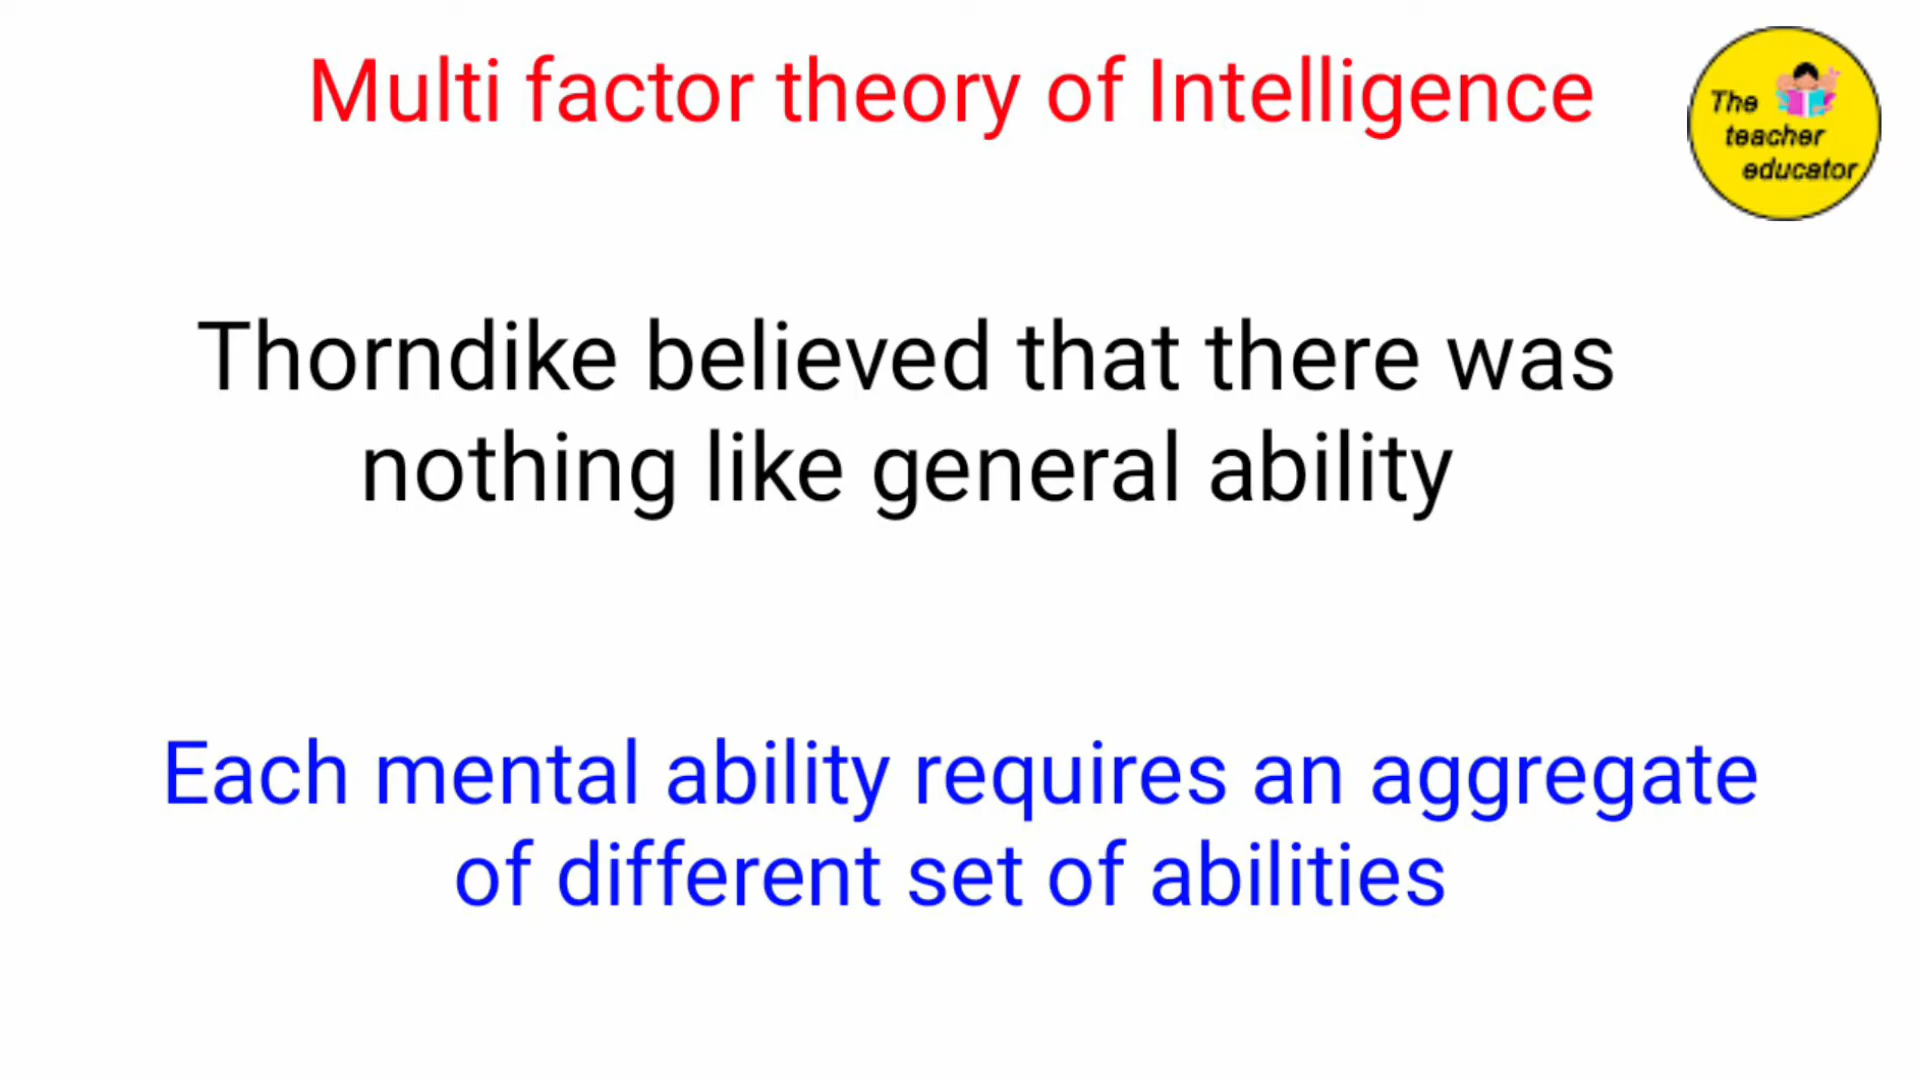 Multi factor theory of Intelligence
The
teacher
educator
Thorndike believed that there was
nothing like general ability
Each mental ability requires an aggregate
of different set of abilities